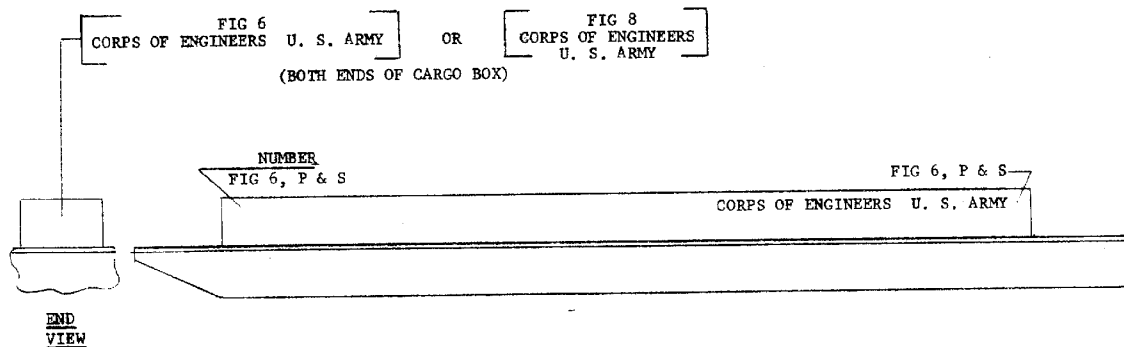 FIG 6
CORPS OF ENGINEERS U. S. ARMY
OR
FIG 8
CORPS OF ENGINEERS
U. S. ARMY
(BOTH ENDS OF CARGO BOX)
NUMBER
FIG 6, P & S
FIG 6, P & S
CORPS OF ENGINEERS U. S. ARMY
END
VIEW